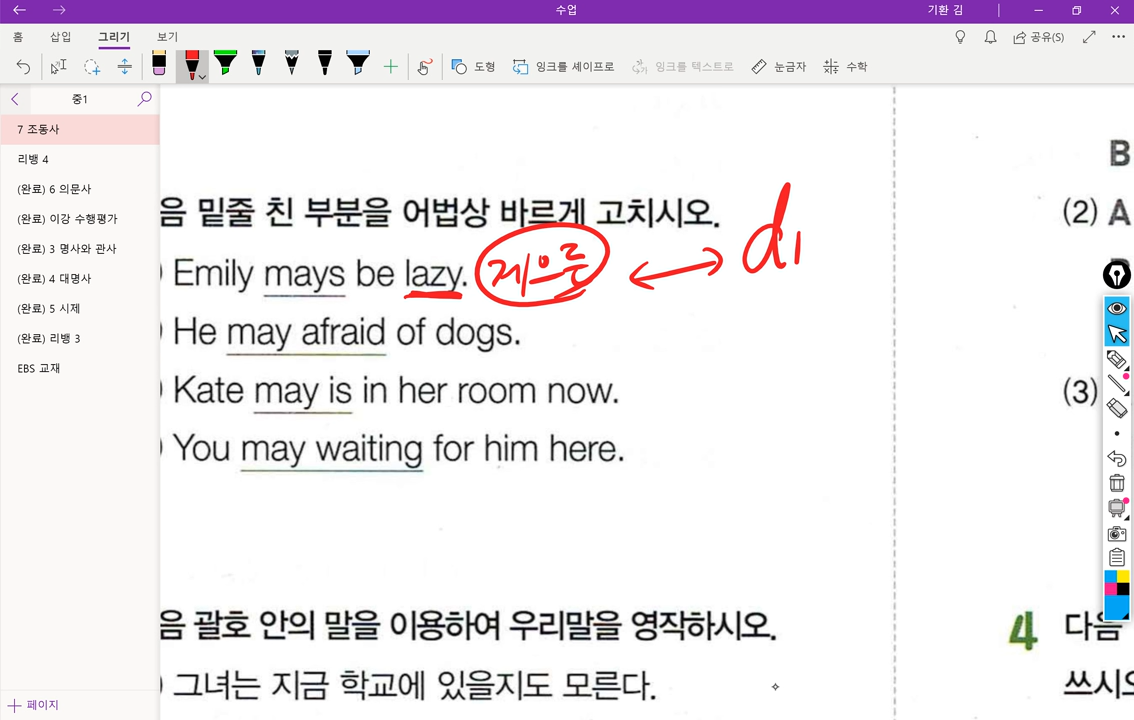 수업
기환 김
홈 삽입 그리기 보기
공유(S)
도형 잉크를 셰이프로 잉크를 텍스트로 눈금자 수학
중1
7 조동사
리뱅 4
(완료) 6 의문사
(완료) 이강 수행평가
(완료) 3 명사와 관사
(완료) 4 대명사
(완료) 5 시제
(완료) 리뱅 3
EBS 교재
페이지
음 밑줄 친 부분을 어법상 바르게 고치시오.
) Emily mays be lazy. 게으른 di
) He may afraid of dogs.
) Kate may is in her room now.
) You may waiting for him here.
음 괄호 안의 말을 이용하여 우리말을 영작하시오.
) 그녀는 지금 학교에 있을지도 모른다.
B
(2) A
(3)
4 다음
쓰시오